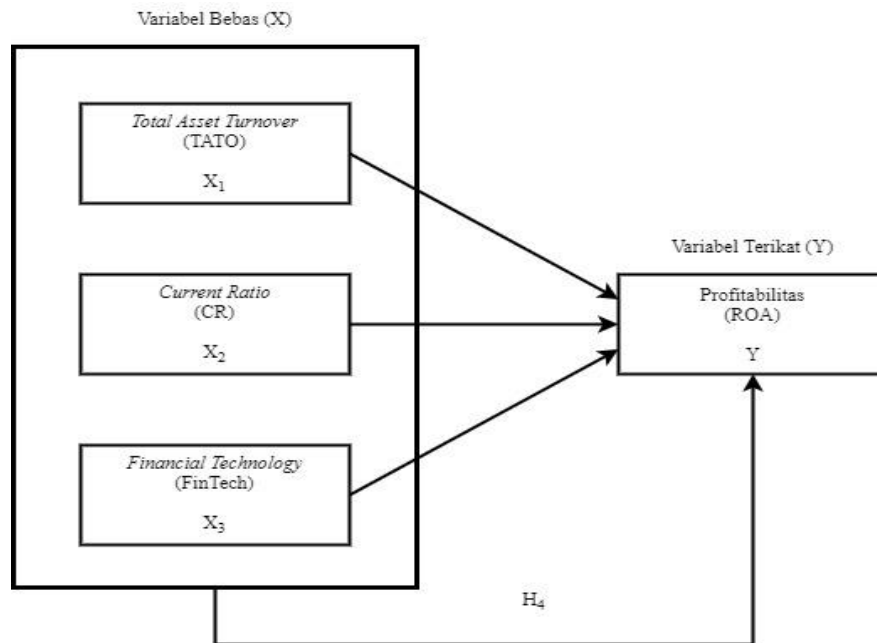 Variabel Bebas (X)
Total Asset Turnover
(TATO)
X₁
Current Ratio
(CR)
X₂
Financial Technology
(FinTech)
X₃
Variabel Terikat (Y)
Profitabilitas
(ROA)
Y
H₄